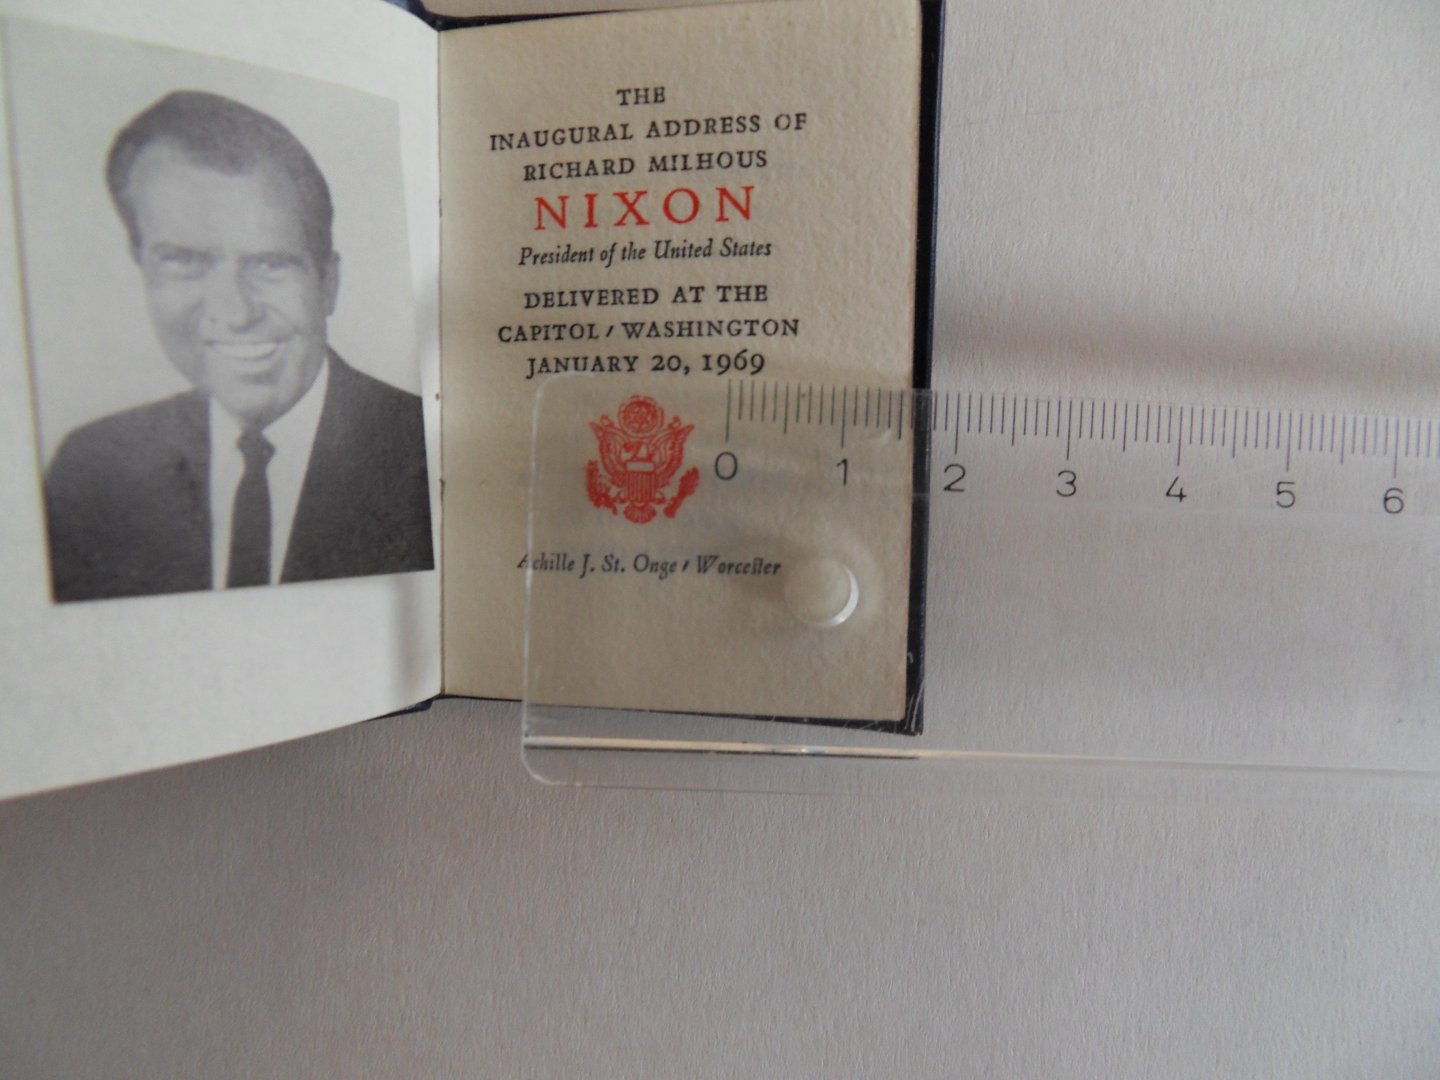 THE
INAUGURAL ADDRESS OF
RICHARD MILHOUS
NIXON
President of the United States
DELIVERED AT THE
CAPITOL / WASHINGTON
JANUARY 20, 1969
Achille J. St. Onge / Worcester
0 1 2 3 4 5 6